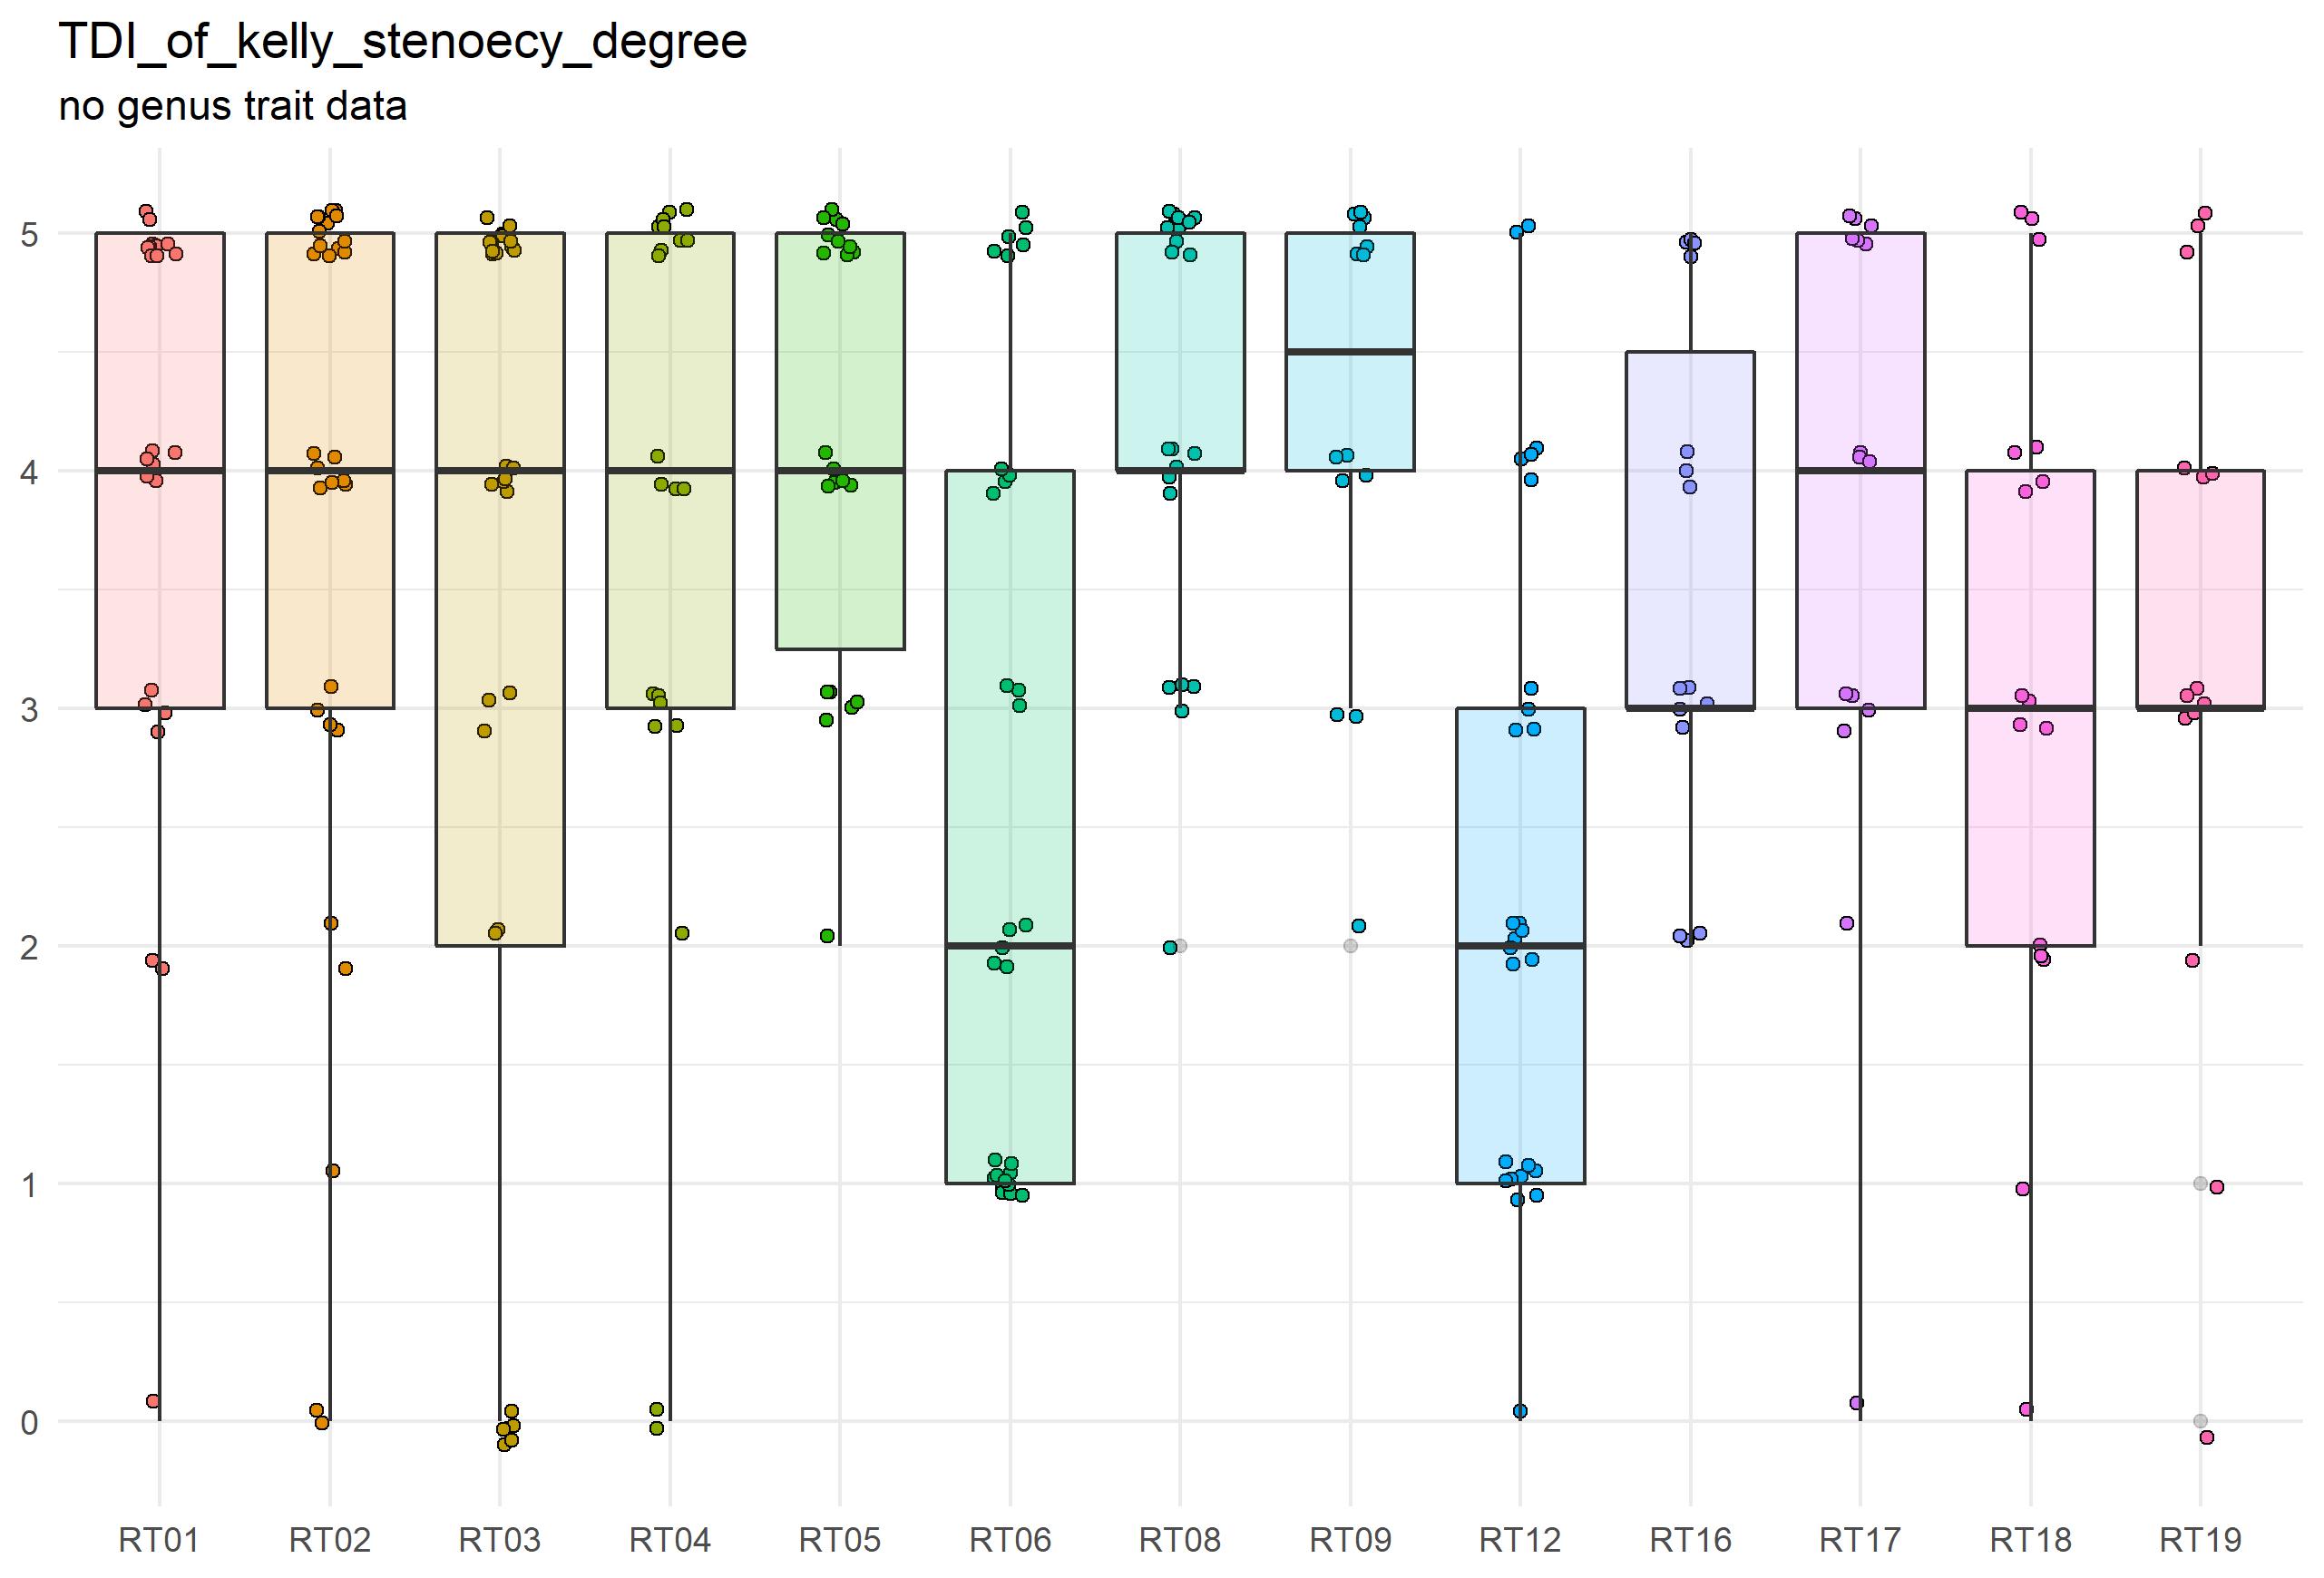 TDI_of_kelly_stenoecy_degree
no genus trait data
5
4
3
2
1
0
RT01 RT02 RT03 RT04 RT05 RT06 RT08 RT09 RT12 RT16 RT17 RT18 RT19